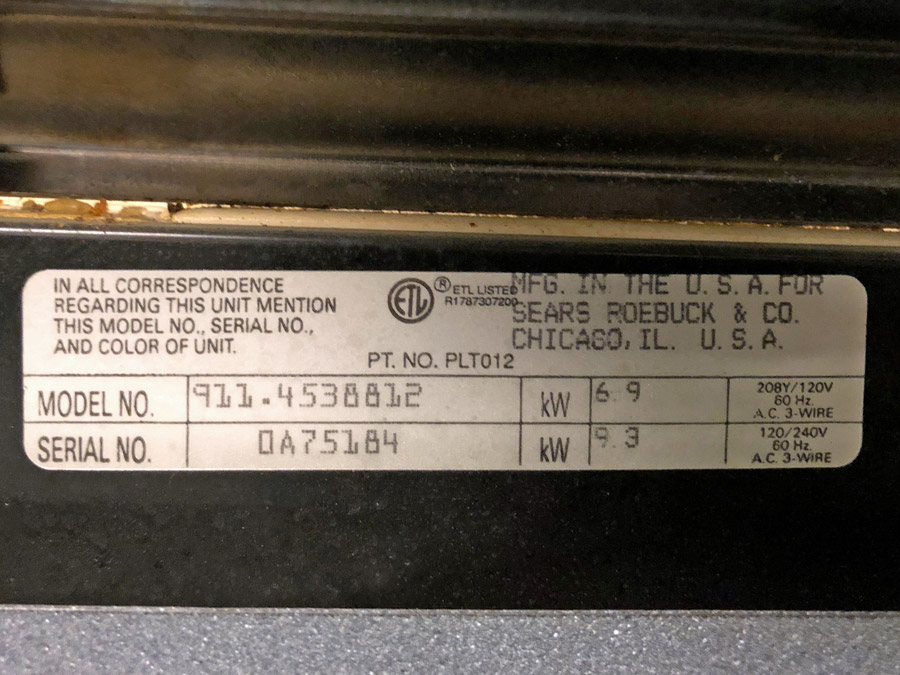 IN ALL CORRESPONDENCE
REGARDING THIS UNIT MENTION
THIS MODEL NO., SERIAL NO.,
AND COLOR OF UNIT.
ETL ® ETL LISTED
R1787307200
MFG. IN THE U.S.A. FOR
SEARS ROEBUCK & CO.
CHICAGO, IL. U.S.A.
PT. NO. PLT012
MODEL NO. 911.4538812 kW 6.9 208Y/120V
60 Hz.
A.C. 3-WIRE
SERIAL NO. 0A75184 kW 9.3 120/240V
60 Hz.
A.C. 3-WIRE